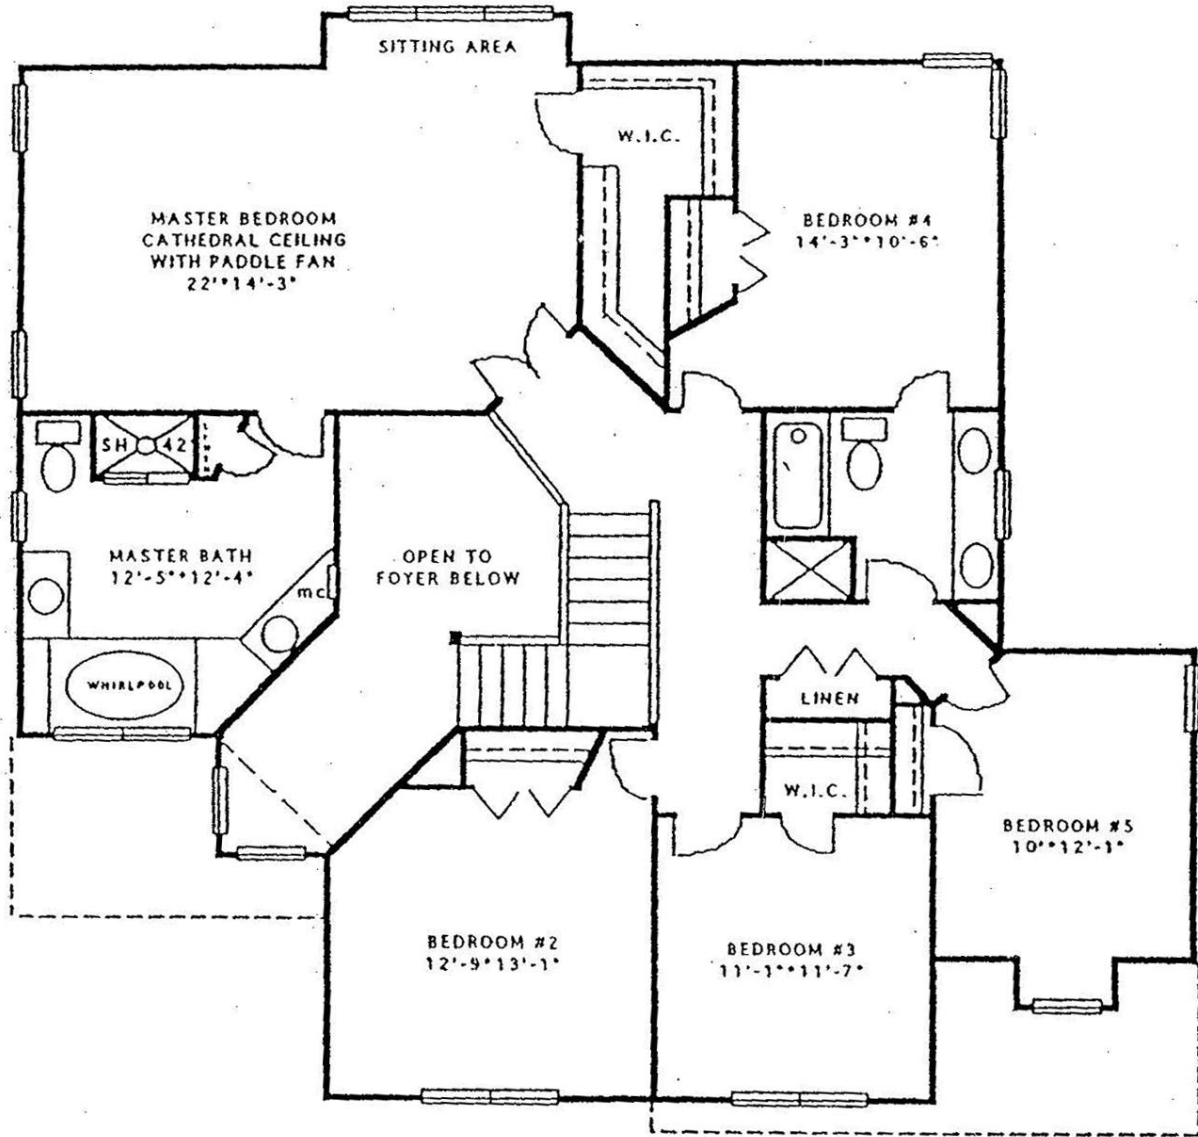 SITTING AREA
W.I.C.
MASTER BEDROOM
CATHEDRAL CEILING
WITH PADDLE FAN
22'*14'-3"
BEDROOM #4
14'-3"*10'-6"
SH 42"
MASTER BATH
12'-5"*12'-4"
OPEN TO
FOYER BELOW
mc
WHIRLPOOL
LINEN
W.I.C.
BEDROOM #5
10'*12'-1"
BEDROOM #2
12'-9"*13'-1"
BEDROOM #3
11'-1"*11'-7"